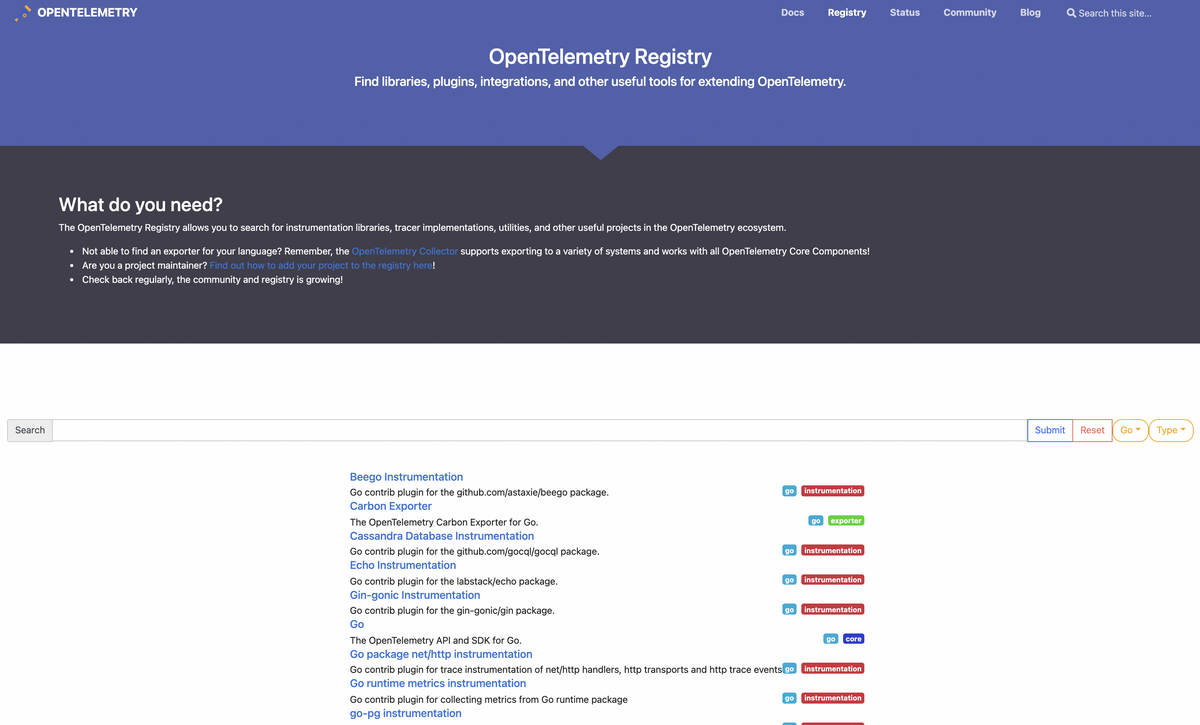 OPENTELEMETRY
Docs Registry Status Community Blog Search this site...
OpenTelemetry Registry
Find libraries, plugins, integrations, and other useful tools for extending OpenTelemetry.
What do you need?
The OpenTelemetry Registry allows you to search for instrumentation libraries, tracer implementations, utilities, and other useful projects in the OpenTelemetry ecosystem.
• Not able to find an exporter for your language? Remember, the OpenTelemetry Collector supports exporting to a variety of systems and works with all OpenTelemetry Core Components!
• Are you a project maintainer? Find out how to add your project to the registry here!
• Check back regularly, the community and registry is growing!
Search Submit Reset Go Type
Beego Instrumentation
Go contrib plugin for the github.com/astaxie/beego package. go instrumentation
Carbon Exporter
The OpenTelemetry Carbon Exporter for Go. go exporter
Cassandra Database Instrumentation
Go contrib plugin for the github.com/gocql/gocql package. go instrumentation
Echo Instrumentation
Go contrib plugin for the labstack/echo package. go instrumentation
Gin-gonic Instrumentation
Go contrib plugin for the gin-gonic/gin package. go instrumentation
Go
The OpenTelemetry API and SDK for Go. go core
Go package net/http instrumentation
Go contrib plugin for trace instrumentation of net/http handlers, http transports and http trace events go instrumentation
Go runtime metrics instrumentation
Go contrib plugin for collecting metrics from Go runtime package go instrumentation
go-pg instrumentation